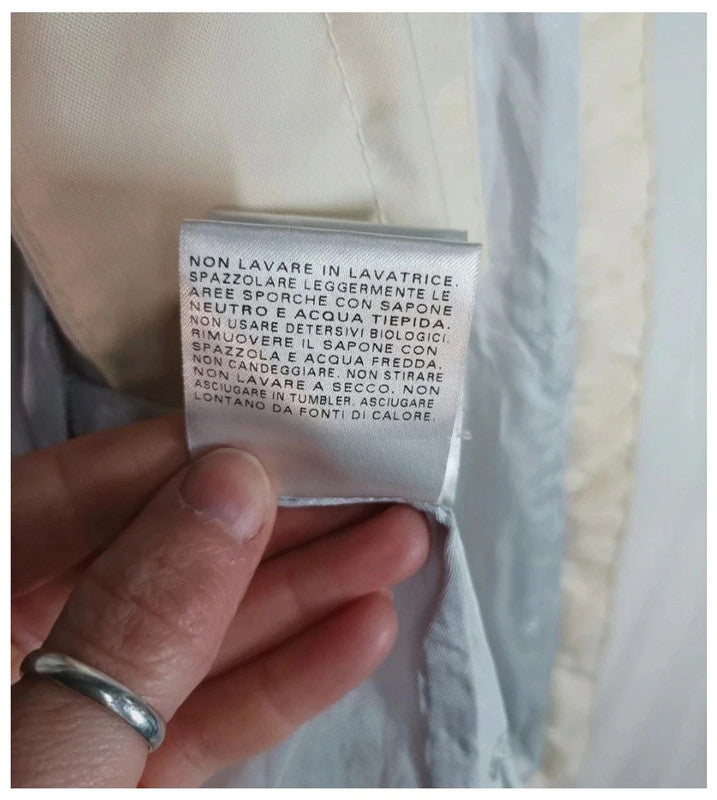 NON LAVARE IN LAVATRICE.
SPAZZOLARE LEGGERMENTE LE
AREE SPORCHE CON SAPONE
NEUTRO E ACQUA TIEPIDA.
NON USARE DETERSIVI BIOLOGICI.
RIMUOVERE IL SAPONE CON
SPAZZOLA E ACQUA FREDDA.
NON CANDEGGIARE. NON STIRARE
NON LAVARE A SECCO. NON
ASCIUGARE IN TUMBLER. ASCIUGARE
LONTANO DA FONTI DI CALORE.